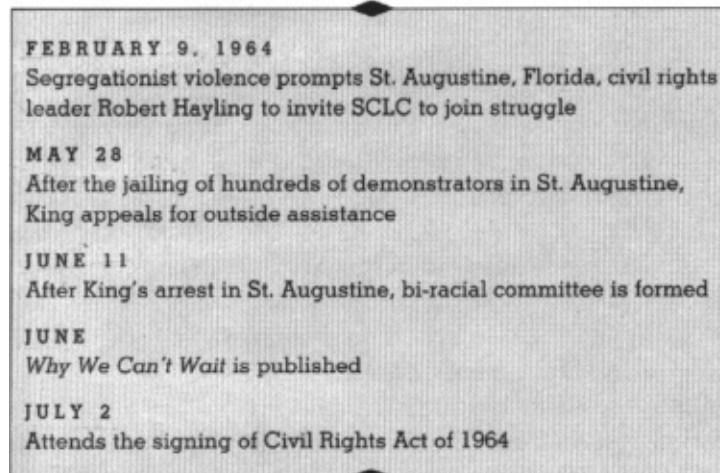 FEBRUARY 9, 1964
Segregationist violence prompts St. Augustine, Florida, civil rights
leader Robert Hayling to invite SCLC to join struggle
MAY 28
After the jailing of hundreds of demonstrators in St. Augustine,
King appeals for outside assistance
JUNE 11
After King's arrest in St. Augustine, bi-racial committee is formed
JUNE
Why We Can't Wait is published
JULY 2
Attends the signing of Civil Rights Act of 1964